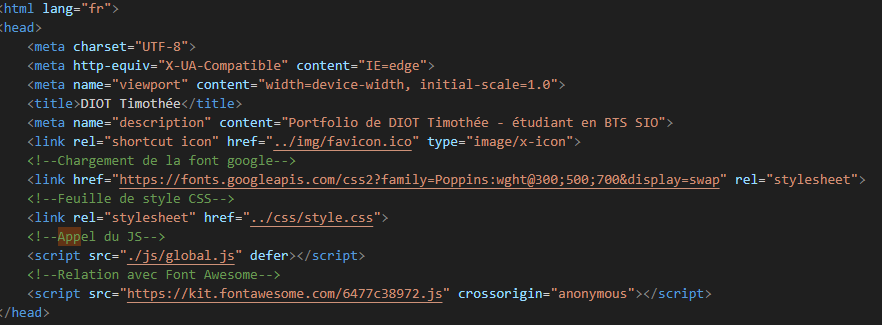 <html lang="fr">
<head>
<meta charset="UTF-8">
<meta http-equiv="X-UA-Compatible" content="IE=edge">
<meta name="viewport" content="width=device-width, initial-scale=1.0">
<title>DIOT Timothée</title>
<meta name="description" content="Portfolio de DIOT Timothée - étudiant en BTS SIO">
<link rel="shortcut icon" href="../img/favicon.ico" type="image/x-icon">
<!--Chargement de la font google-->
<link href="https://fonts.googleapis.com/css2?family=Poppins:wght@300;500;700&display=swap" rel="stylesheet">
<!--Feuille de style CSS-->
<link rel="stylesheet" href="../css/style.css">
<!--Appel du JS-->
<script src="./js/global.js" defer></script>
<!--Relation avec Font Awesome-->
<script src="https://kit.fontawesome.com/6477c38972.js" crossorigin="anonymous"></script>
</head>